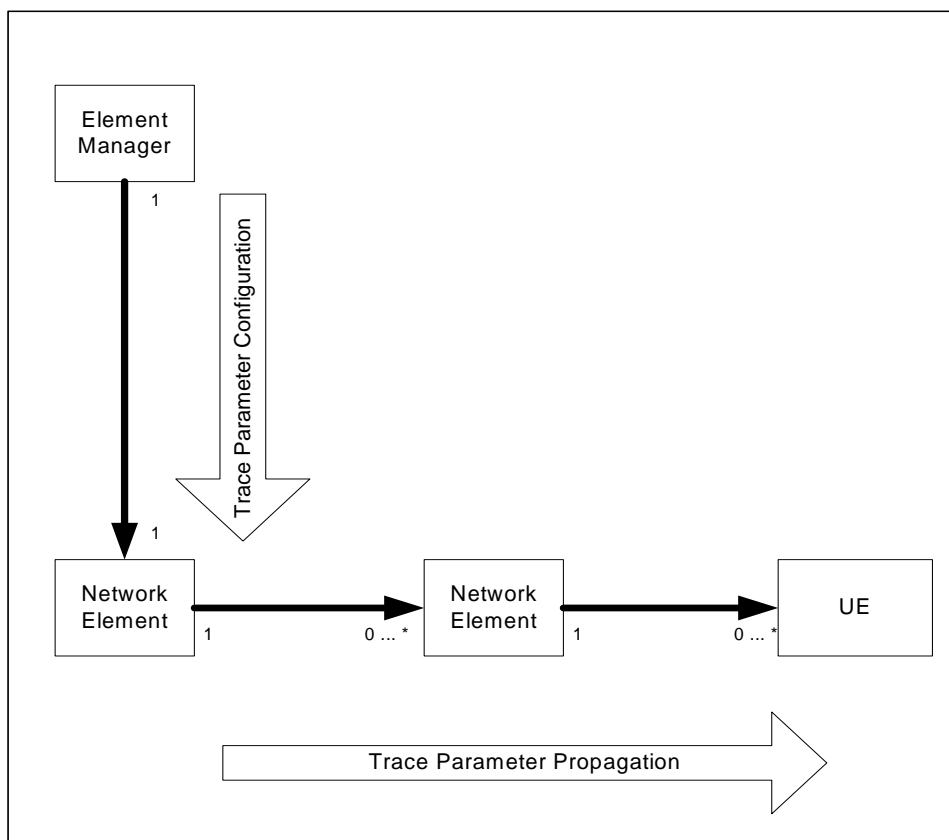 Element
Manager
1
Trace Parameter Configuration
1
Network
Element
1
0 ... *
Network
Element
1
0 ... *
UE
Trace Parameter Propagation